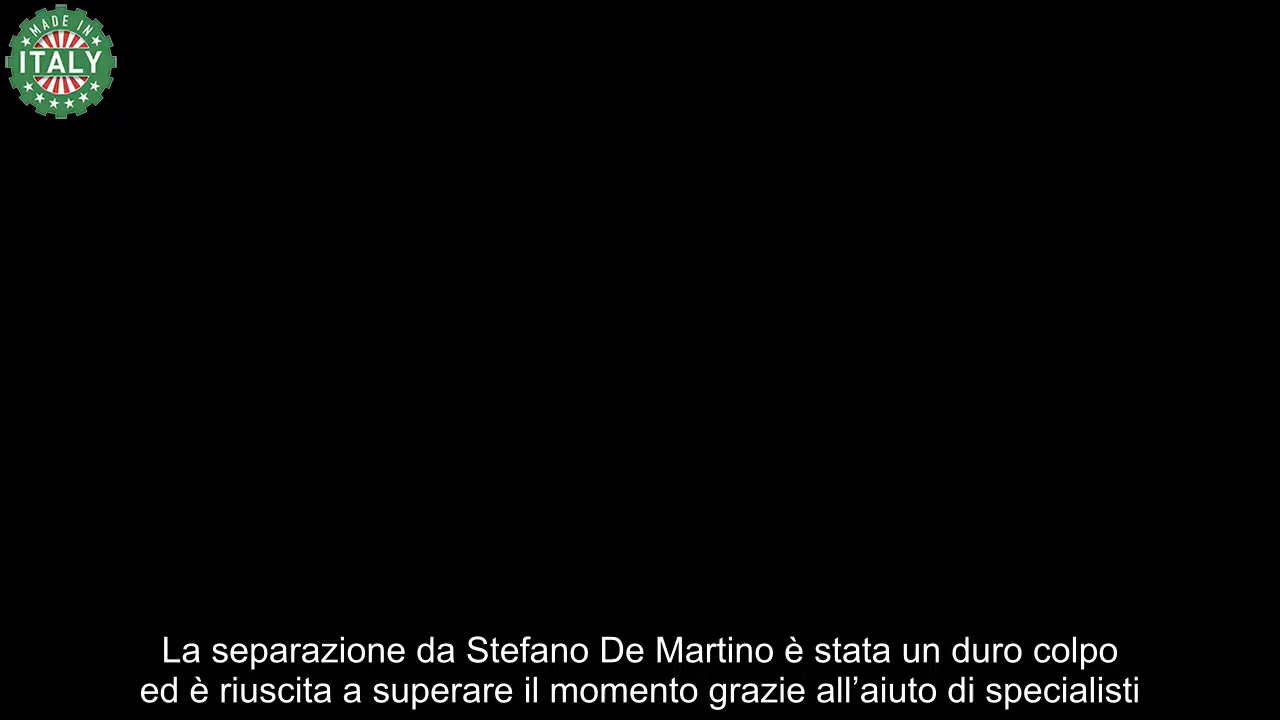 MADE IN
ITALY
La separazione da Stefano De Martino è stata un duro colpo
ed è riuscita a superare il momento grazie all’aiuto di specialisti